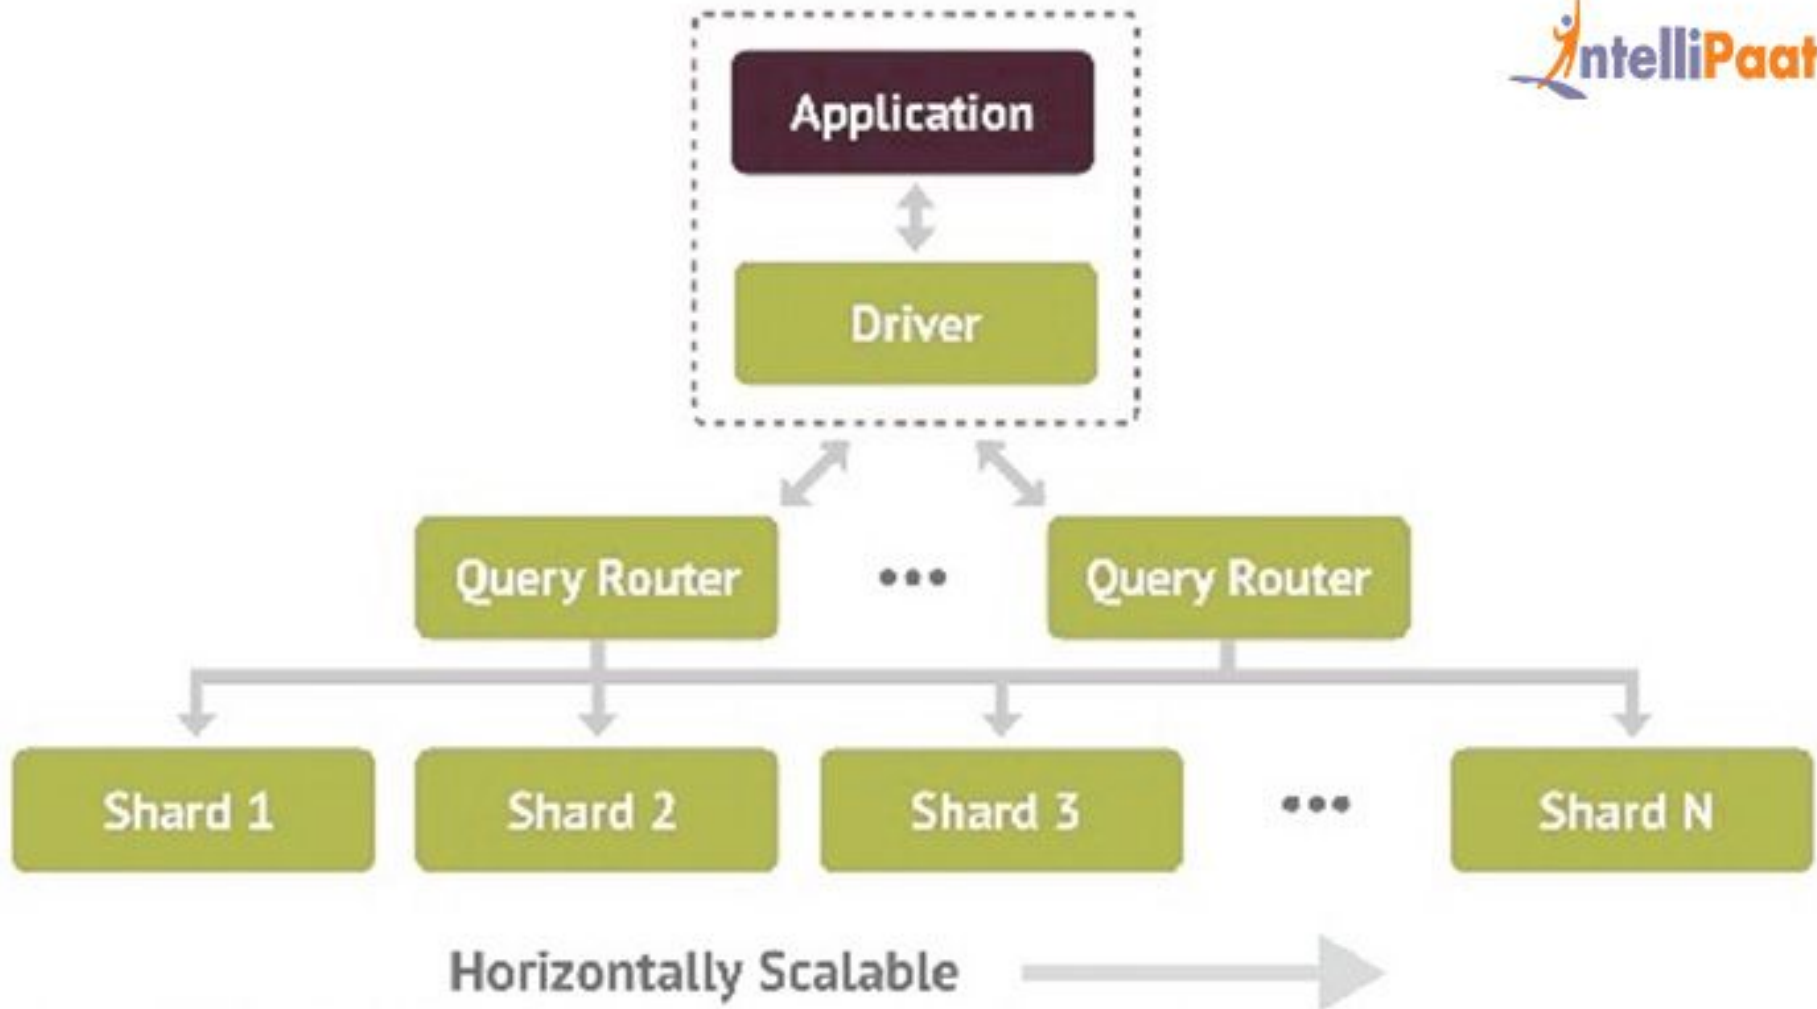 IntelliPaat
Application
Driver
Query Router ••• Query Router
Shard 1 Shard 2 Shard 3 ••• Shard N
Horizontally Scalable